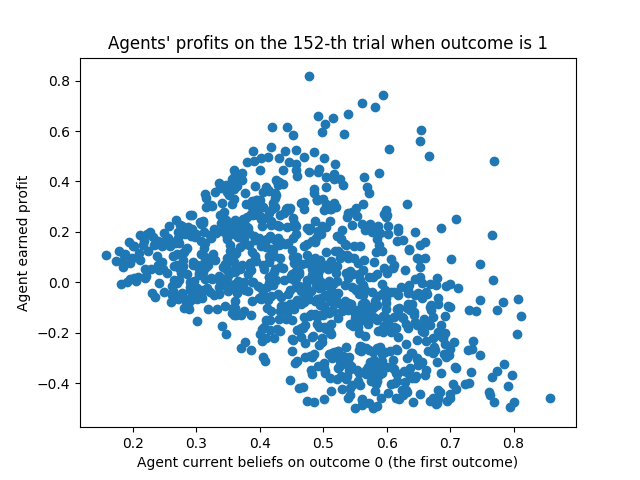 Agents' profits on the 152-th trial when outcome is 1
Agent earned profit
0.8
0.6
0.4
0.2
0.0
−0.2
−0.4
0.2 0.3 0.4 0.5 0.6 0.7 0.8
Agent current beliefs on outcome 0 (the first outcome)